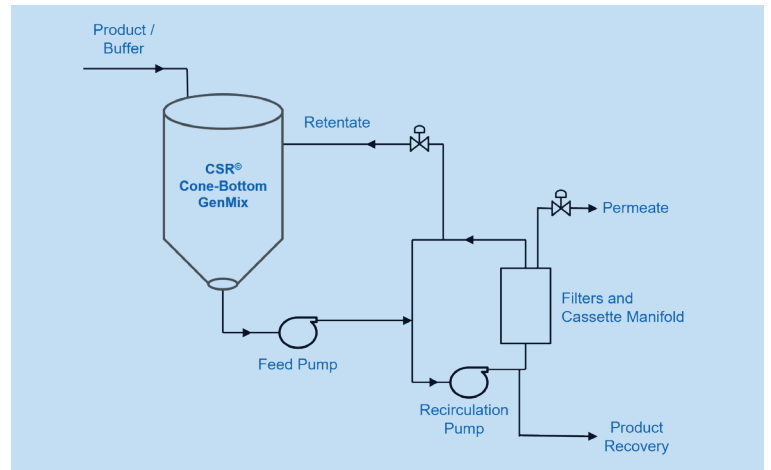 Product /
Buffer
Retentate
CSR©
Cone-Bottom
GenMix
Permeate
Filters and
Cassette Manifold
Feed Pump
Recirculation
Pump
Product
Recovery